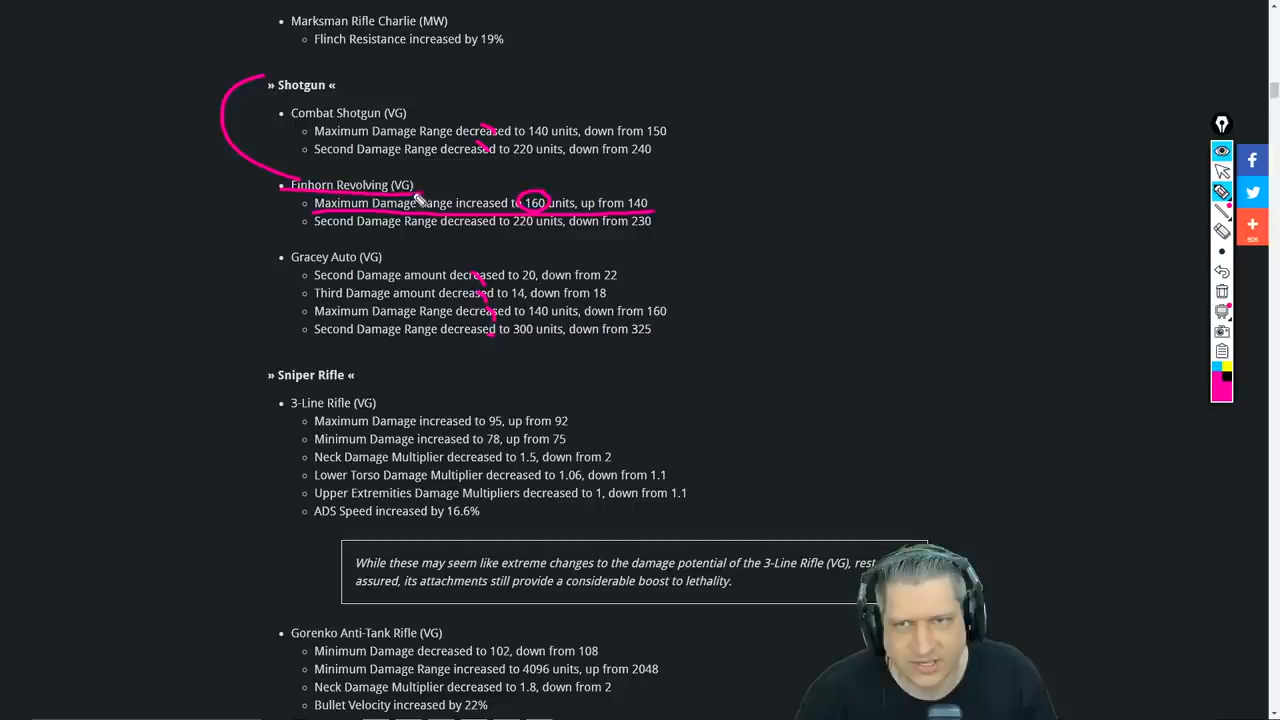 Marksman Rifle Charlie (MW)
Flinch Resistance increased by 19%
» Shotgun «
Combat Shotgun (VG)
Maximum Damage Range decreased to 140 units, down from 150
Second Damage Range decreased to 220 units, down from 240
Einhorn Revolving (VG)
Maximum Damage Range increased to 160 units, up from 140
Second Damage Range decreased to 220 units, down from 230
Gracey Auto (VG)
Second Damage amount decreased to 20, down from 22
Third Damage amount decreased to 14, down from 18
Maximum Damage Range decreased to 140 units, down from 160
Second Damage Range decreased to 300 units, down from 325
» Sniper Rifle «
3-Line Rifle (VG)
Maximum Damage increased to 95, up from 92
Minimum Damage increased to 78, up from 75
Neck Damage Multiplier decreased to 1.5, down from 2
Lower Torso Damage Multiplier decreased to 1.06, down from 1.1
Upper Extremities Damage Multipliers decreased to 1, down from 1.1
ADS Speed increased by 16.6%
While these may seem like extreme changes to the damage potential of the 3-Line Rifle (VG), rest
assured, its attachments still provide a considerable boost to lethality.
Gorenko Anti-Tank Rifle (VG)
Minimum Damage decreased to 102, down from 108
Minimum Damage Range increased to 4096 units, up from 2048
Neck Damage Multiplier decreased to 1.8, down from 2
Bullet Velocity increased by 22%